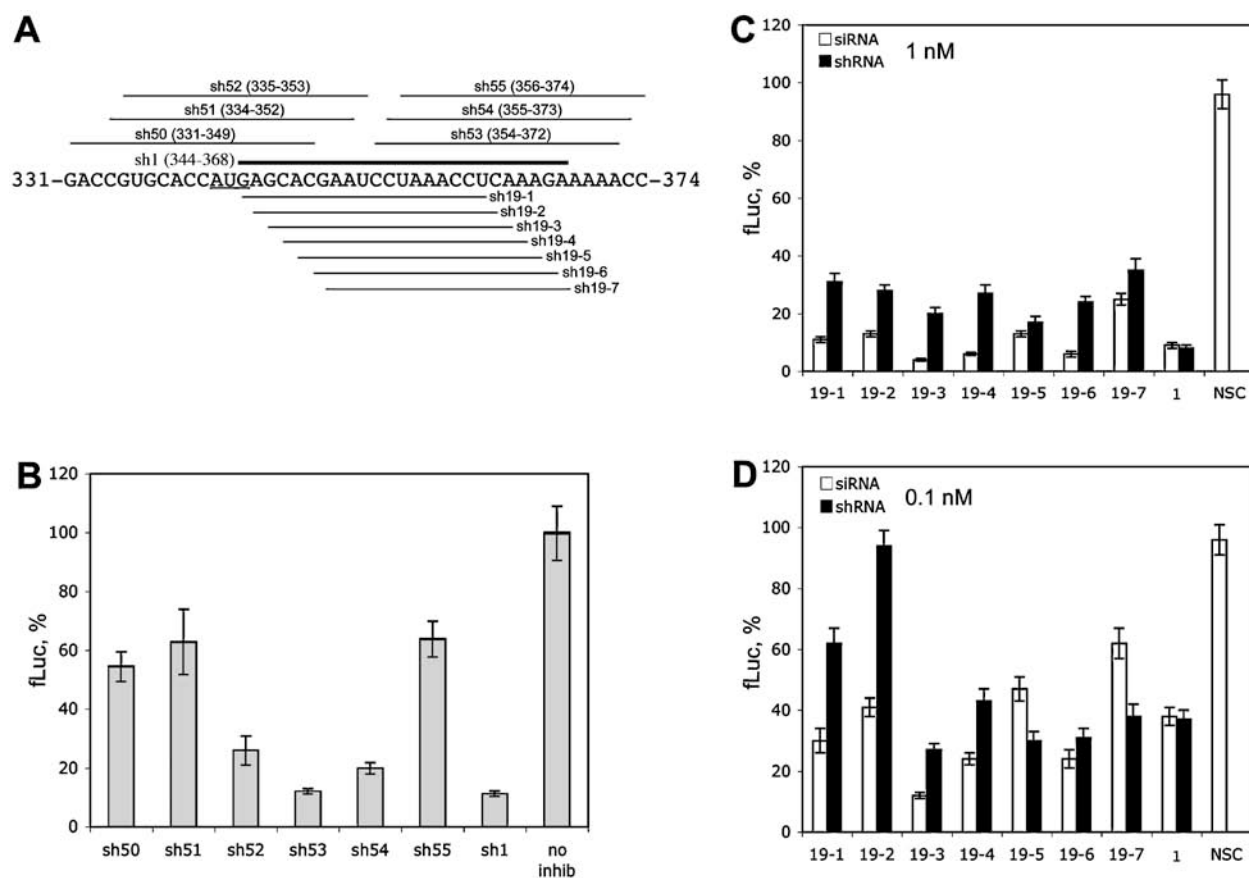 A
sh52 (335-353)
sh55 (356-374)
sh51 (334-352)
sh54 (355-373)
sh50 (331-349)
sh53 (354-372)
sh1 (344-368)
331-GACCGUGCACCAUGAGCACGAAUCCUAAACCUCAAAGAAAAACC-374
sh19-1
sh19-2
sh19-3
sh19-4
sh19-5
sh19-6
sh19-7
B
120
100
80
60
40
20
0
fLuc, %
sh50 sh51 sh52 sh53 sh54 sh55 sh1 no inhib
C
siRNA
shRNA
1 nM
120
100
80
60
40
20
0
fLuc, %
19-1 19-2 19-3 19-4 19-5 19-6 19-7 1 NSC
D
siRNA
shRNA
0.1 nM
120
100
80
60
40
20
0
fLuc, %
19-1 19-2 19-3 19-4 19-5 19-6 19-7 1 NSC